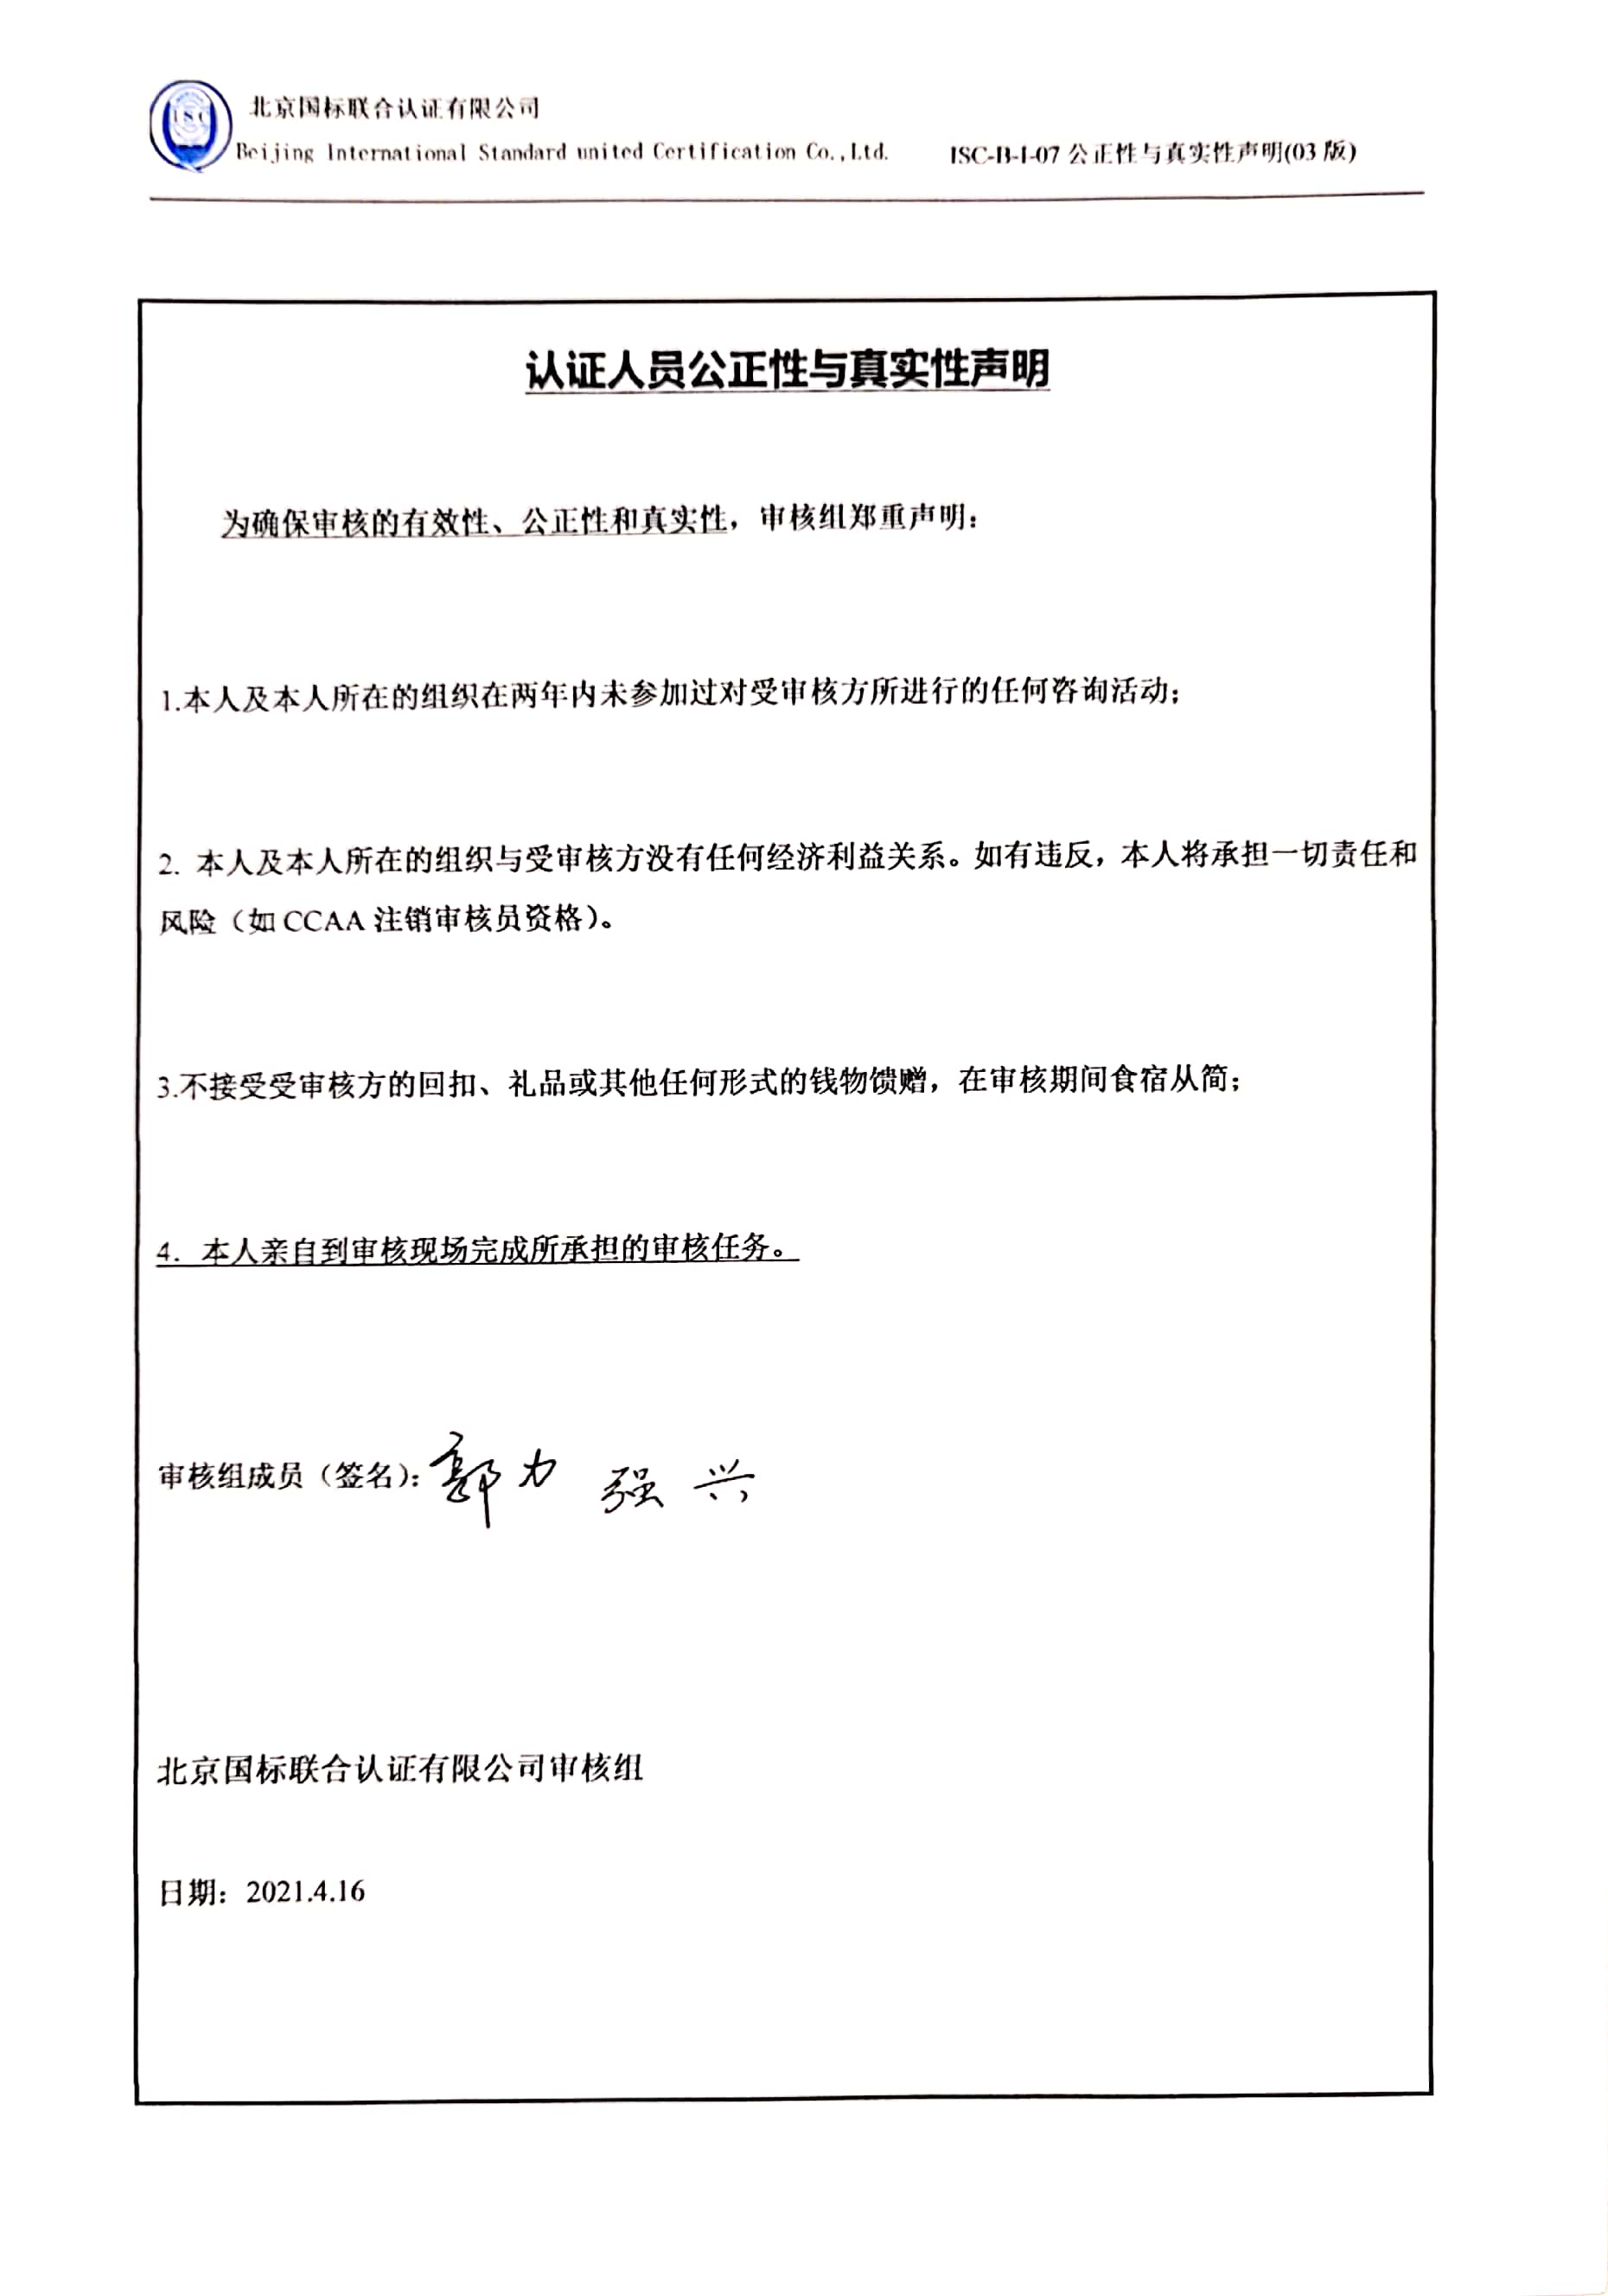 ISC
北京国标联合认证有限公司
Beijing International Standard united Certification Co.,Ltd. ISC-B-I-07 公正性与真实性声明(03 版)
认证人员公正性与真实性声明
为确保审核的有效性、公正性和真实性，审核组郑重声明：
1.本人及本人所在的组织在两年内未参加过对受审核方所进行的任何咨询活动；
2. 本人及本人所在的组织与受审核方没有任何经济利益关系。如有违反，本人将承担一切责任和
风险（如 CCAA 注销审核员资格）。
3.不接受受审核方的回扣、礼品或其他任何形式的钱物馈赠，在审核期间食宿从简；
4. 本人亲自到审核现场完成所承担的审核任务。
审核组成员（签名）：郭力 强兴
北京国标联合认证有限公司审核组
日期：2021.4.16